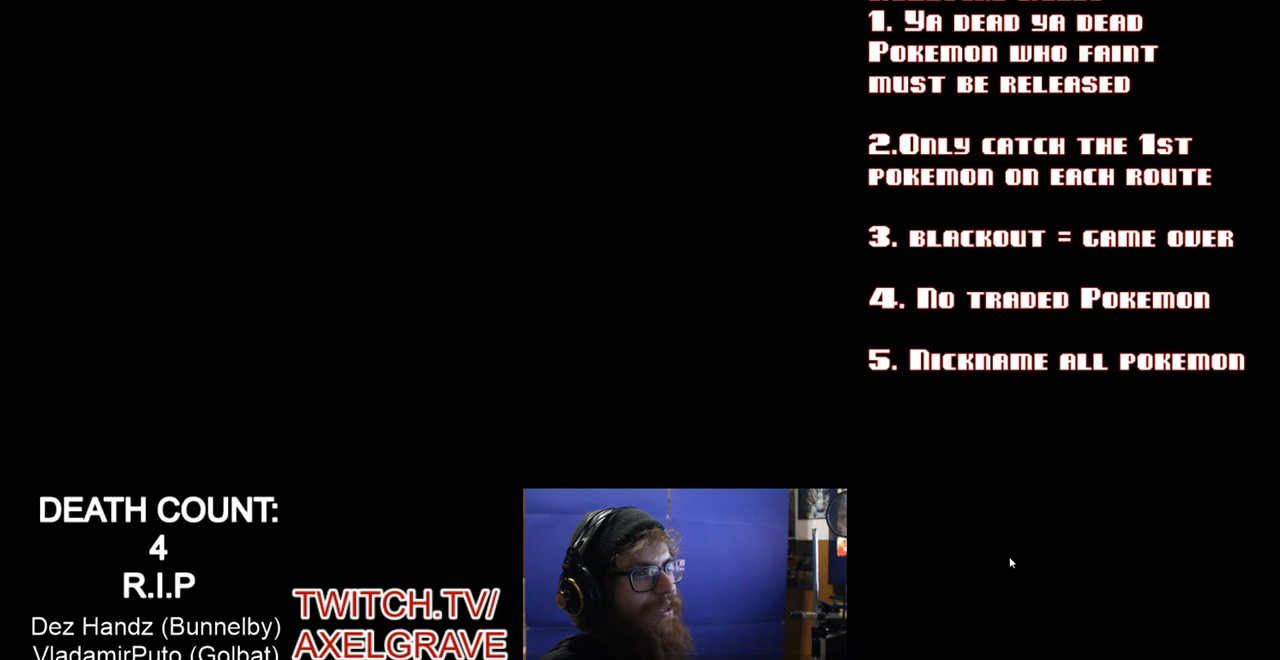 1. Ya dead ya dead
Pokemon who faint
must be released
2.Only catch the 1st
pokemon on each route
3. blackout = game over
4. No traded Pokemon
5. Nickname all pokemon
DEATH COUNT:
4
R.I.P
Dez Handz (Bunnelby)
VladamirPuto (Golbat)
TWITCH.TV/
AXELGRAVE